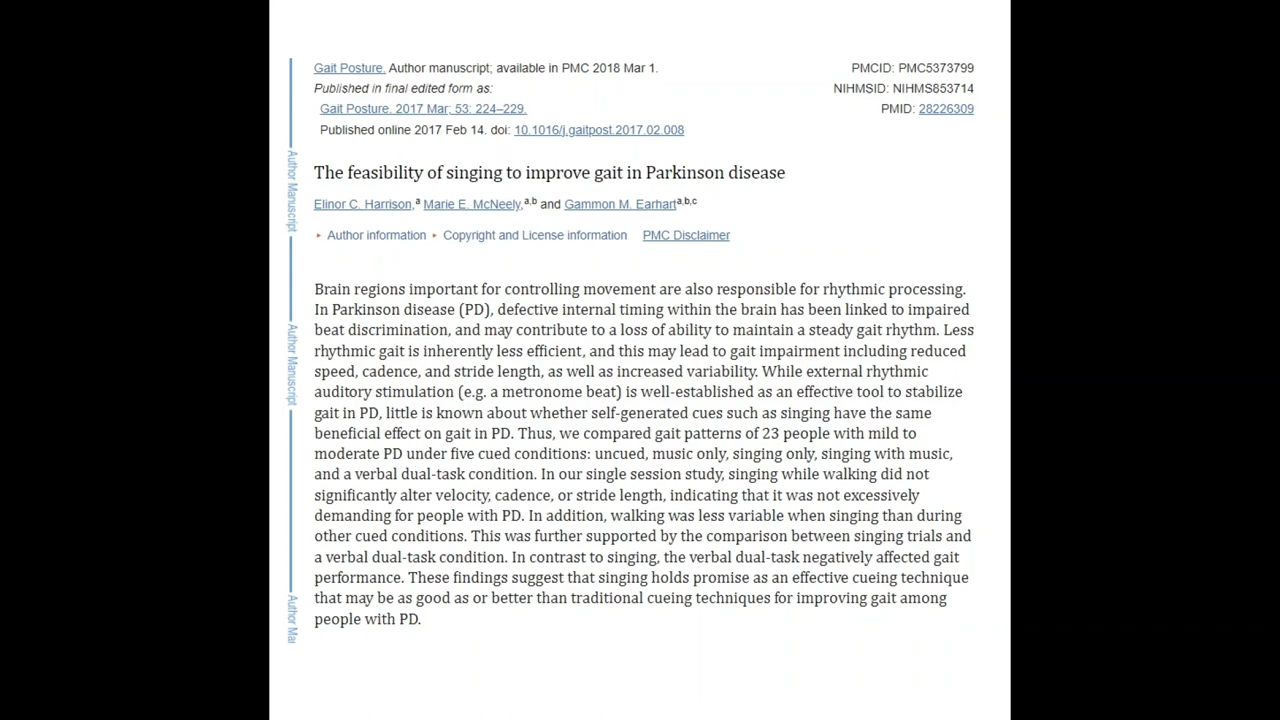 Gait Posture. Author manuscript; available in PMC 2018 Mar 1.
Published in final edited form as:
Gait Posture. 2017 Mar; 53: 224–229.
Published online 2017 Feb 14. doi: 10.1016/j.gaitpost.2017.02.008
PMCID: PMC5373799
NIHMSID: NIHMS853714
PMID: 28226309
The feasibility of singing to improve gait in Parkinson disease
Elinor C. Harrison,a Marie E. McNeely,a,b and Gammon M. Earharta,b,c
▸ Author information ▸ Copyright and License information PMC Disclaimer
Brain regions important for controlling movement are also responsible for rhythmic processing.
In Parkinson disease (PD), defective internal timing within the brain has been linked to impaired
beat discrimination, and may contribute to a loss of ability to maintain a steady gait rhythm. Less
rhythmic gait is inherently less efficient, and this may lead to gait impairment including reduced
speed, cadence, and stride length, as well as increased variability. While external rhythmic
auditory stimulation (e.g. a metronome beat) is well-established as an effective tool to stabilize
gait in PD, little is known about whether self-generated cues such as singing have the same
beneficial effect on gait in PD. Thus, we compared gait patterns of 23 people with mild to
moderate PD under five cued conditions: uncued, music only, singing only, singing with music,
and a verbal dual-task condition. In our single session study, singing while walking did not
significantly alter velocity, cadence, or stride length, indicating that it was not excessively
demanding for people with PD. In addition, walking was less variable when singing than during
other cued conditions. This was further supported by the comparison between singing trials and
a verbal dual-task condition. In contrast to singing, the verbal dual-task negatively affected gait
performance. These findings suggest that singing holds promise as an effective cueing technique
that may be as good as or better than traditional cueing techniques for improving gait among
people with PD.
Author Manuscript
Author Manuscript
Author Mar